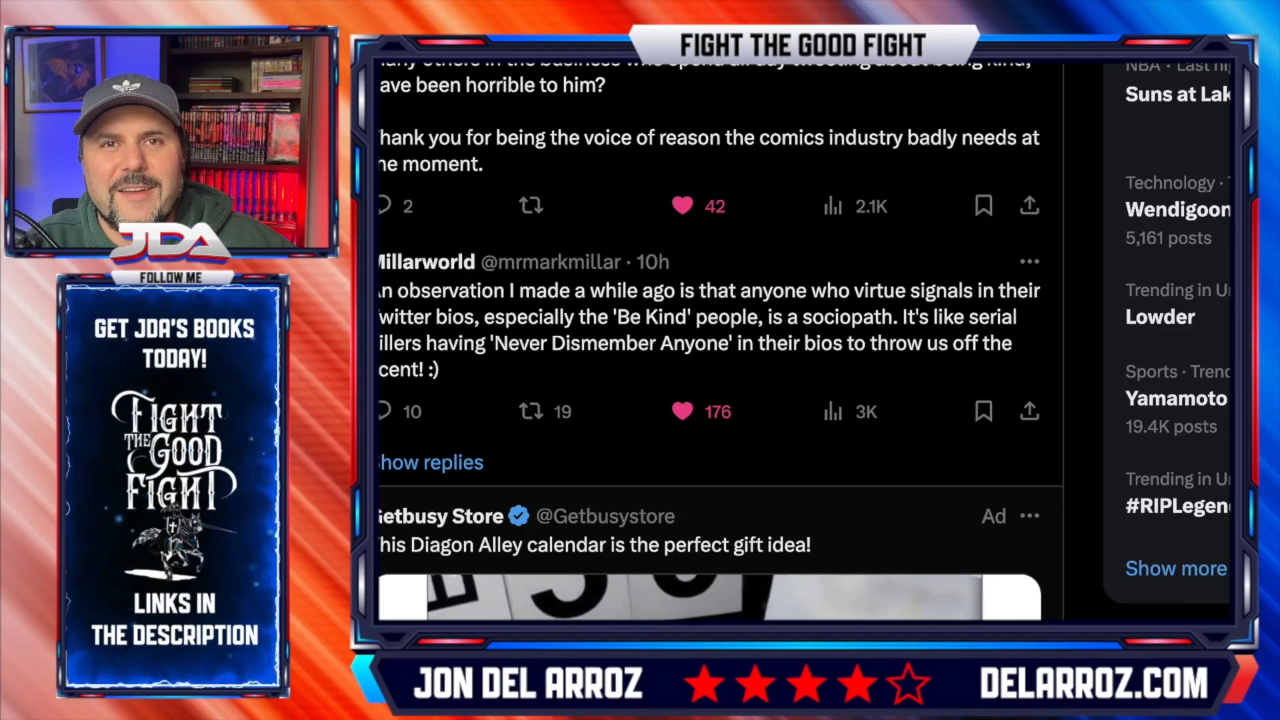 FIGHT THE GOOD FIGHT
ave been horrible to him?
hank you for being the voice of reason the comics industry badly needs at
he moment.
2
42
2.1K
Millarworld @mrmarkmillar · 10h
n observation I made a while ago is that anyone who virtue signals in their
witter bios, especially the 'Be Kind' people, is a sociopath. It's like serial
illers having 'Never Dismember Anyone' in their bios to throw us off the
cent! :)
10
19
176
3K
how replies
Getbusy Store @Getbusystore
Ad
his Diagon Alley calendar is the perfect gift idea!
Suns at Lak
Technology ·
Wendigoon
5,161 posts
Trending in U
Lowder
Sports · Trend
Yamamoto
19.4K posts
Trending in U
#RIPLegen
Show more
JDA
FOLLOW ME
GET JDA'S BOOKS
TODAY!
FIGHT
THE GOOD
FIGHT
LINKS IN
THE DESCRIPTION
JON DEL ARROZ
DELARROZ.COM